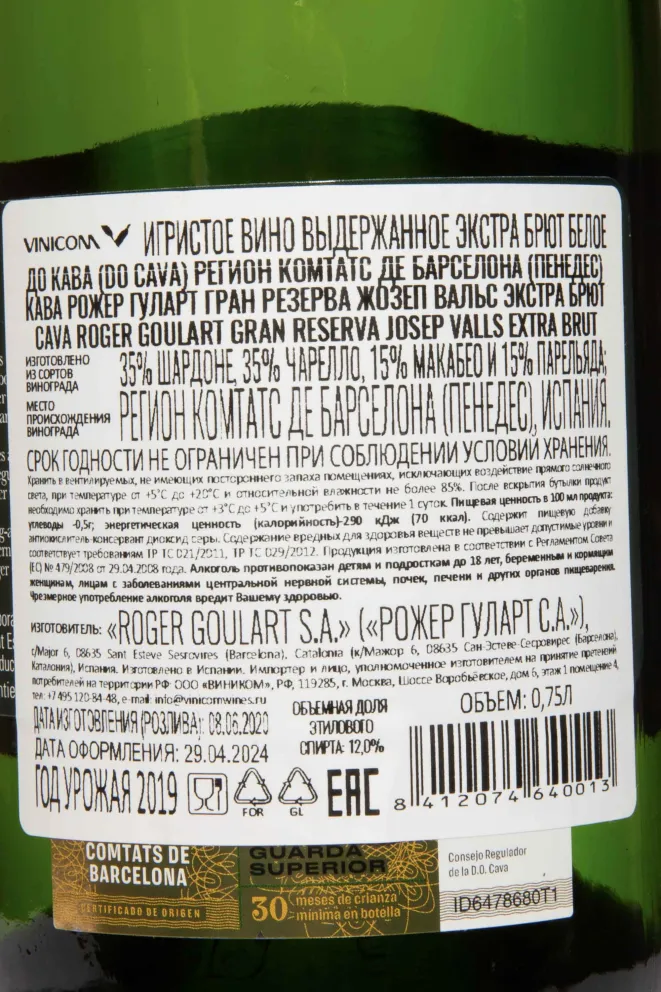 VINICOM ИГРИСТОЕ ВИНО ВЫДЕРЖАННОЕ ЭКСТРА БРЮТ БЕЛОЕ
ДО КАВА (DO CAVA) РЕГИОН КОМТАТС ДЕ БАРСЕЛОНА (ПЕНЕДЕС)
КАВА РОЖЕР ГУЛАРТ ГРАН РЕЗЕРВА ЖОЗЕП ВАЛЬС ЭКСТРА БРЮТ
CAVA ROGER GOULART GRAN RESERVA JOSEP VALLS EXTRA BRUT
ИЗГОТОВЛЕНО
ИЗ СОРТОВ
ВИНОГРАДА
35% ШАРДОНЕ, 35% ЧАРЕЛЛО, 15% МАКАБЕО И 15% ПАРЕЛЬЯДА;
МЕСТО
ПРОИСХОЖДЕНИЯ
ВИНОГРАДА
РЕГИОН КОМТАТС ДЕ БАРСЕЛОНА (ПЕНЕДЕС), ИСПАНИЯ.
СРОК ГОДНОСТИ НЕ ОГРАНИЧЕН ПРИ СОБЛЮДЕНИИ УСЛОВИЙ ХРАНЕНИЯ.
Хранить в вентилируемых, не имеющих постороннего запаха помещениях, исключающих воздействие прямого солнечного
света, при температуре от +5°С до +20°С и относительной влажности не более 85%. После вскрытия бутылки продукт
необходимо хранить при температуре от +3°С до +5°С и употребить в течение 1 суток. Пищевая ценность в 100 мл продукта:
углеводы -0,5г; энергетическая ценность (калорийность)-290 кДж (70 ккал). Содержит пищевую добавку
антиокислитель консервант диоксид серы. Содержание вредных для здоровья веществ не превышает допустимые уровни и
соответствует требованиям ТР ТС 021/2011, ТР ТС 029/2012. Продукция изготовлена в соответствии с Регламентом Совета
(ЕС) № 479/2008 от 29.04.2008 года. Алкоголь противопоказан детям и подросткам до 18 лет, беременным и кормящим
женщинам, лицам с заболеваниями центральной нервной системы, почек, печени и других органов пищеварения.
Чрезмерное употребление алкоголя вредит Вашему здоровью.
ИЗГОТОВИТЕЛЬ: «ROGER GOULART S.A.» («РОЖЕР ГУЛАРТ С.А.»),
c/Major 6, 08635 Sant Esteve Sesrovires (Barcelona), Catalonia (к/Мажор 6, 08635 Сан-Эстеве-Сесровирес (Барселона),
Каталония), Испания. Изготовлено в Испании. Импортер и лицо, уполномоченное изготовителем на принятие претензий
потребителей на территории РФ ООО «ВИНИКОМ», РФ, 119285, г. Москва, Шоссе Воробьёвское, дом 6, этаж 1 помещение 4,
тел: +7 495 120-84-48, e-mail: info@vinicomwines.ru
ДАТА ИЗГОТОВЛЕНИЯ (РОЗЛИВА): 08.06.2020
ДАТА ОФОРМЛЕНИЯ: 29.04.2024
ГОД УРОЖАЯ 2019
ОБЪЕМНАЯ ДОЛЯ
ЭТИЛОВОГО
СПИРТА: 12,0%
ОБЪЕМ: 0,75Л
FOR
GL
EAC
8 412074 640013
COMTATS DE
BARCELONA
CERTIFICADO DE ORIGEN
GUARDA
SUPERIOR
30 meses de crianza
mínima en botella
Consejo Regulador
de la D.O. Cava
ID6478680T1